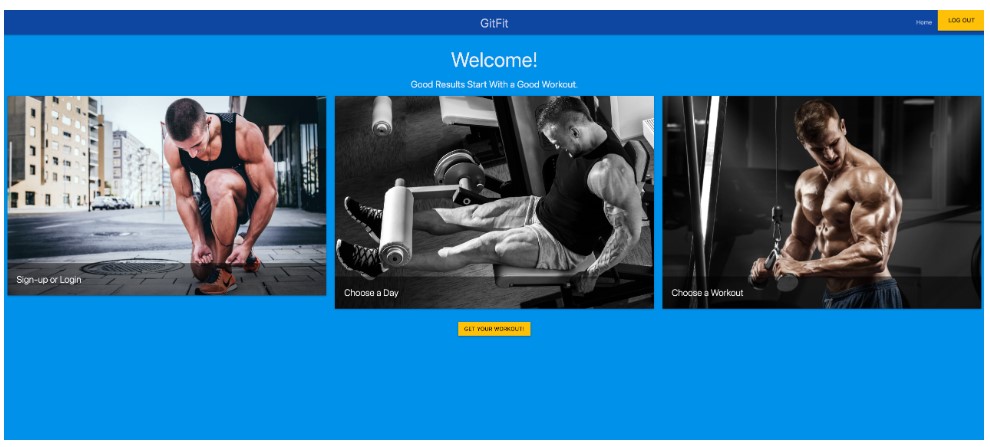 GitFit
Home
LOG OUT
Welcome!
Good Results Start With a Good Workout.
Sign-up or Login
Choose a Day
Choose a Workout
GET YOUR WORKOUT!